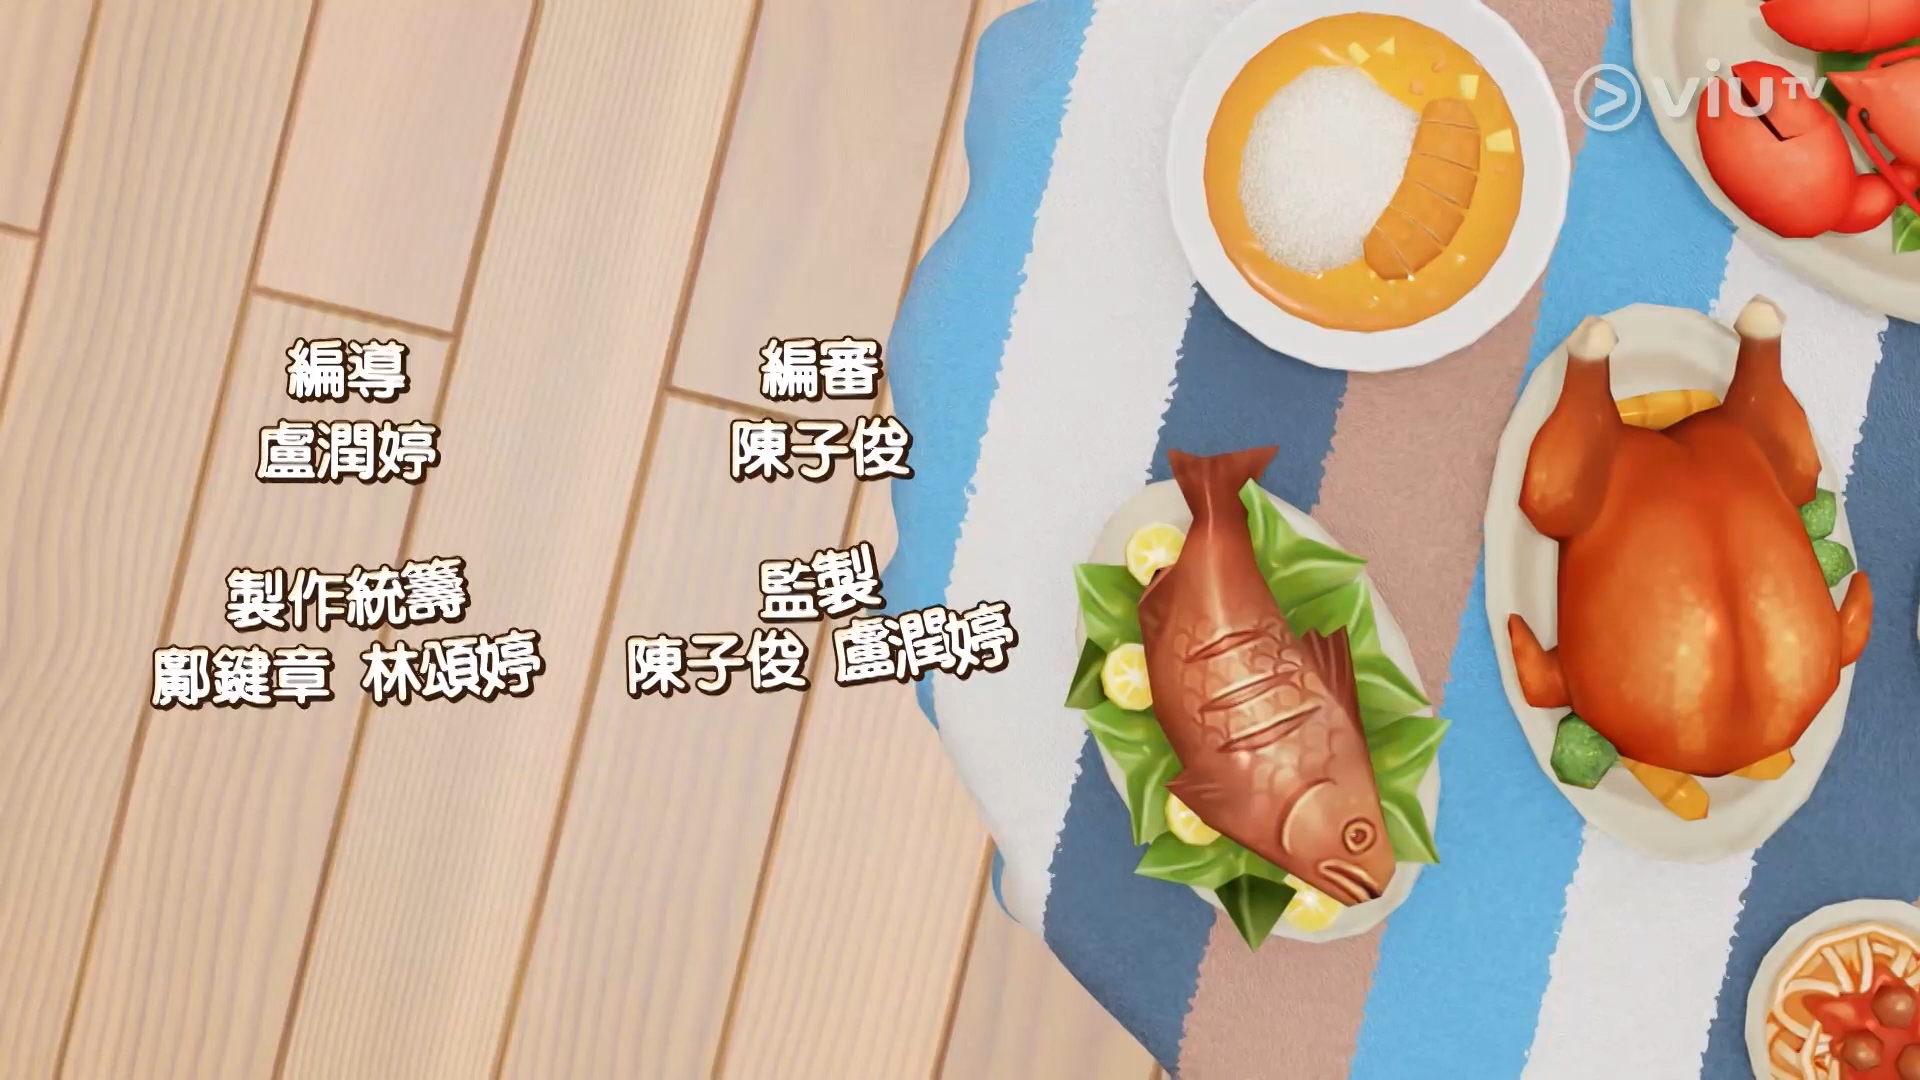 viuTV
編導
盧潤婷
編審
陳子俊
製作統籌
鄺鍵章 林頌婷
監製
陳子俊 盧潤婷